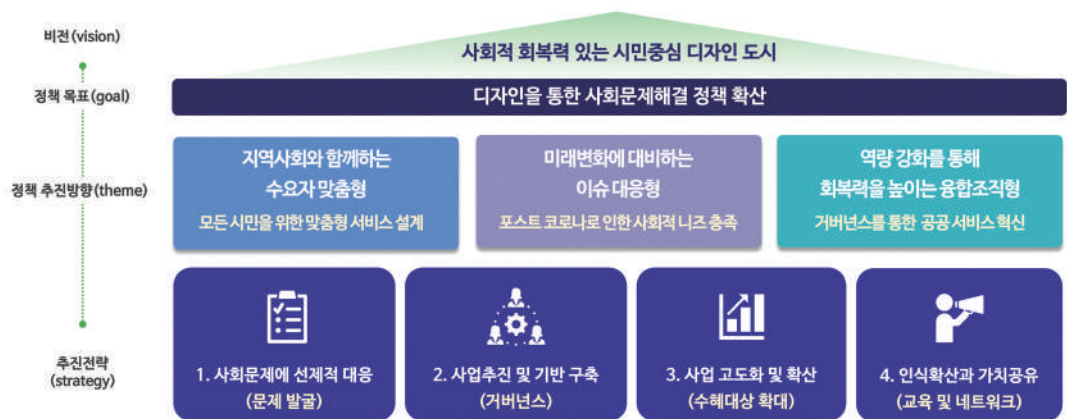 비전(vision)
사회적 회복력 있는 시민중심 디자인 도시
정책 목표(goal)
디자인을 통한 사회문제해결 정책 확산
정책 추진방향(theme)
지역사회와 함께하는
수요자 맞춤형
모든 시민을 위한 맞춤형 서비스 설계
미래변화에 대비하는
이슈 대응형
포스트 코로나로 인한 사회적 니즈 충족
역량 강화를 통해
회복력을 높이는 융합조직형
거버넌스를 통한 공공 서비스 혁신
추진전략
(strategy)
1. 사회문제에 선제적 대응
(문제 발굴)
2. 사업추진 및 기반 구축
(거버넌스)
3. 사업 고도화 및 확산
(수혜대상 확대)
4. 인식확산과 가치공유
(교육 및 네트워크)